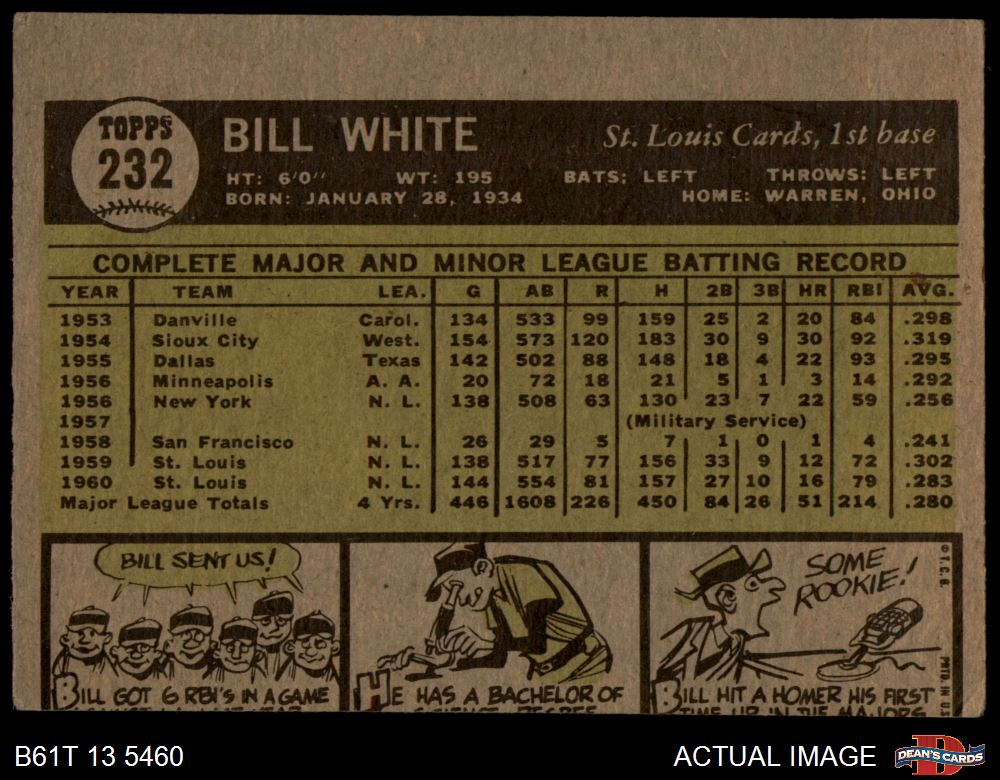 TOPPS
232
BILL WHITE St. Louis Cards, 1st base
HT: 6'0" WT: 195 BATS: LEFT THROWS: LEFT
BORN: JANUARY 28, 1934 HOME: WARREN, OHIO
COMPLETE MAJOR AND MINOR LEAGUE BATTING RECORD
YEAR TEAM LEA. G AB R H 2B 3B HR RBI AVG.
1953 Danville Carol. 134 533 99 159 25 2 20 84 .298
1954 Sioux City West. 154 573 120 183 30 9 30 92 .319
1955 Dallas Texas 142 502 88 148 18 4 22 93 .295
1956 Minneapolis A. A. 20 72 18 21 5 1 3 14 .292
1956 New York N. L. 138 508 63 130 23 7 22 59 .256
1957 (Military Service)
1958 San Francisco N. L. 26 29 5 7 1 0 1 4 .241
1959 St. Louis N. L. 138 517 77 156 33 9 12 72 .302
1960 St. Louis N. L. 144 554 81 157 27 10 16 79 .283
Major League Totals 4 Yrs. 446 1608 226 450 84 26 51 214 .280
BILL SENT US!
BILL GOT 6 RBI'S IN A GAME
HE HAS A BACHELOR OF
SCIENCE DEGREE
SOME
ROOKIE!
BILL HIT A HOMER HIS FIRST
TIME UP IN THE MAJORS
© T. C. G.
PRTD. IN U.S.
B61T 13 5460 ACTUAL IMAGE DEAN'S CARDS